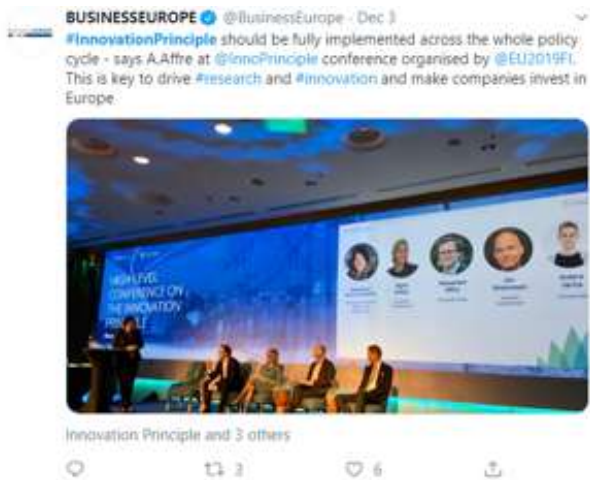 BUSINESSEUROPE @BusinessEurope · Dec 3
#InnovationPrinciple should be fully implemented across the whole policy
cycle - says A.Affre at @InnoPrinciple conference organised by @EU2019FI.
This is key to drive #research and #innovation and make companies invest in
Europe
HIGH-LEVEL
CONFERENCE ON
THE INNOVATION
PRINCIPLE
Innovation Principle and 3 others
3 6